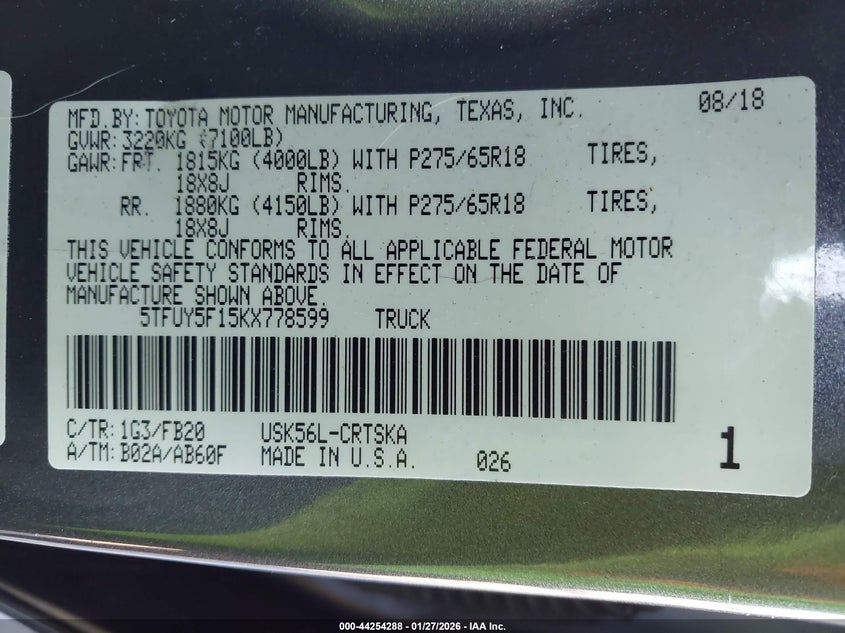 MFD.BY: TOYOTA MOTOR MANUFACTURING, TEXAS, INC. 08/18
GVWR: 3220KG (7100LB)
GAWR: FRT. 1815KG (4000LB) WITH P275/65R18 TIRES,
18X8J RIMS.
RR. 1880KG (4150LB) WITH P275/65R18 TIRES,
18X8J RIMS.
THIS VEHICLE CONFORMS TO ALL APPLICABLE FEDERAL MOTOR
VEHICLE SAFETY STANDARDS IN EFFECT ON THE DATE OF
MANUFACTURE SHOWN ABOVE.
5TFUY5F15KX778599 TRUCK
C/TR: 1G3/FB20 USK56L-CRTSKA
A/TM: B02A/AB60F MADE IN U.S.A. 026 1
000-44254288 - 01/27/2026 - IAA Inc.